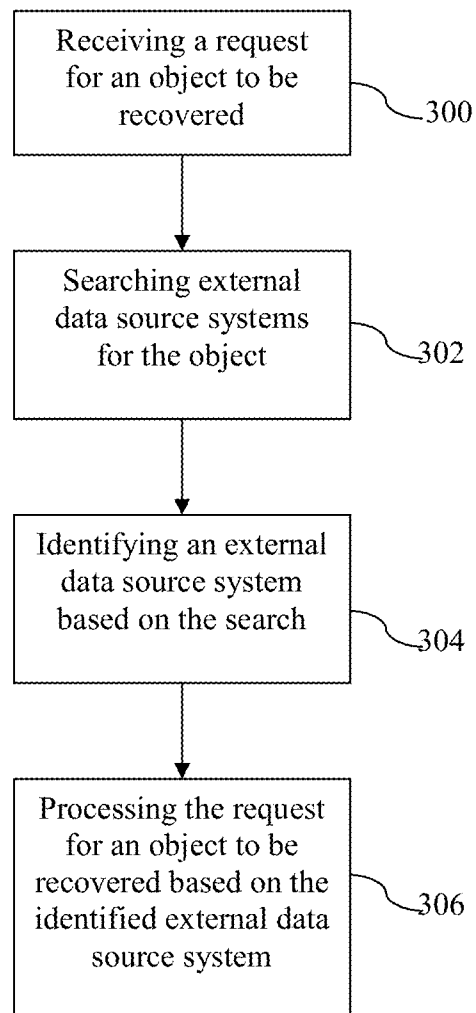 Receiving a request
for an object to be
recovered
300
Searching external
data source systems
for the object
302
Identifying an external
data source system
based on the search
304
Processing the request
for an object to be
recovered based on the
identified external data
source system
306